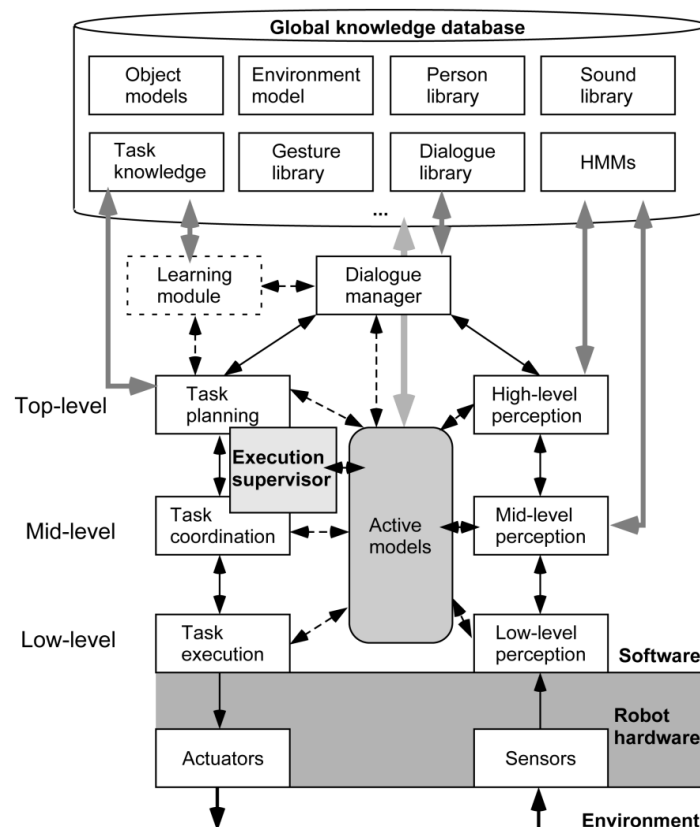 Global knowledge database
Object
models
Environment
model
Person
library
Sound
library
Task
knowledge
Gesture
library
Dialogue
library
HMMs
...
Learning
module
Dialogue
manager
Top-level
Task
planning
High-level
perception
Execution
supervisor
Mid-level
Task
coordination
Active
models
Mid-level
perception
Low-level
Task
execution
Low-level
perception
Software
Robot
hardware
Actuators
Sensors
Environment